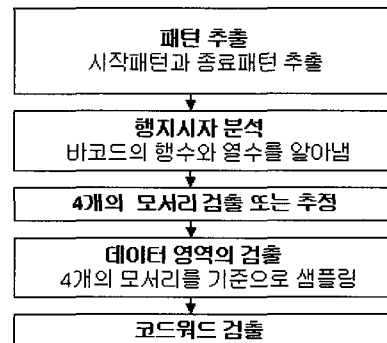 패턴 추출
시작패턴과 종료패턴 추출
행지시자 분석
바코드의 행수와 열수를 알아냄
4개의 모서리 검출 또는 추정
데이터 영역의 검출
4개의 모서리를 기준으로 샘플링
코드워드 검출